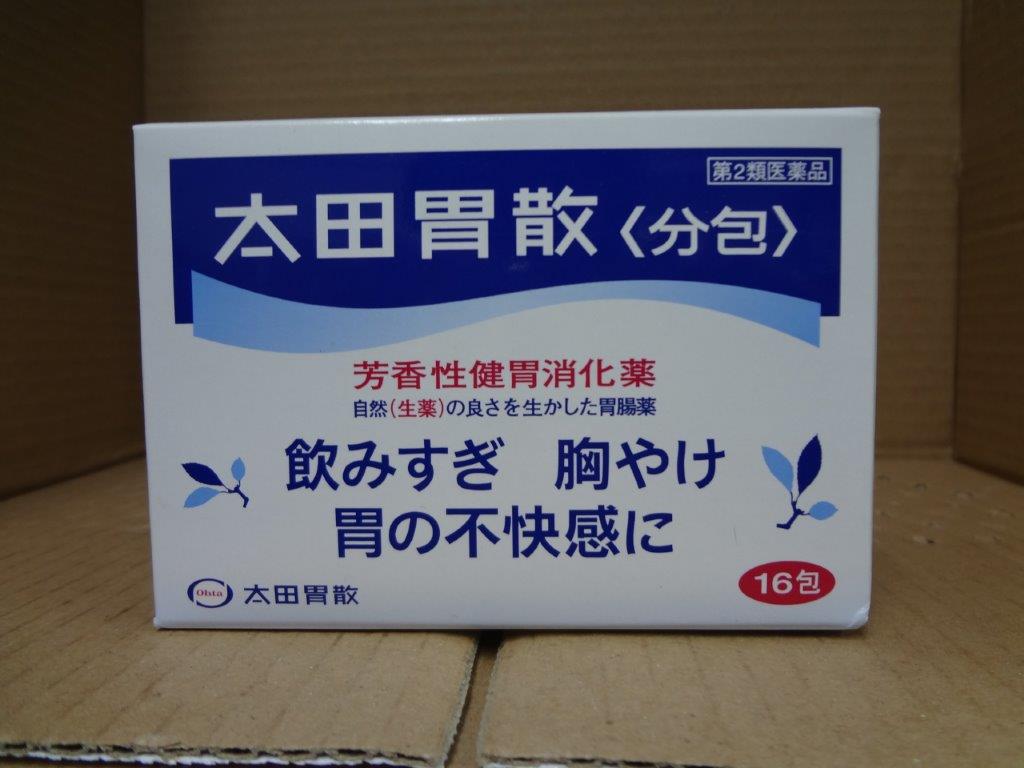 第2類医薬品
太田胃散〈分包〉
芳香性健胃消化薬
自然(生薬)の良さを生かした胃腸薬
飲みすぎ 胸やけ
胃の不快感に
16包
Ohta 太田胃散